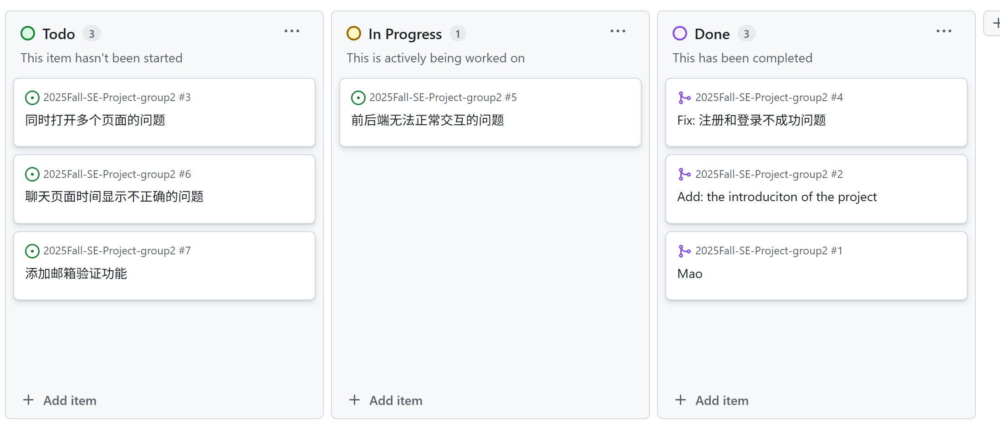 Todo 3
This item hasn't been started
2025Fall-SE-Project-group2 #3
同时打开多个页面的问题
2025Fall-SE-Project-group2 #6
聊天页面时间显示不正确的问题
2025Fall-SE-Project-group2 #7
添加邮箱验证功能
Add item
In Progress 1
This is actively being worked on
2025Fall-SE-Project-group2 #5
前后端无法正常交互的问题
Add item
Done 3
This has been completed
2025Fall-SE-Project-group2 #4
Fix: 注册和登录不成功问题
2025Fall-SE-Project-group2 #2
Add: the introduciton of the project
2025Fall-SE-Project-group2 #1
Mao
Add item